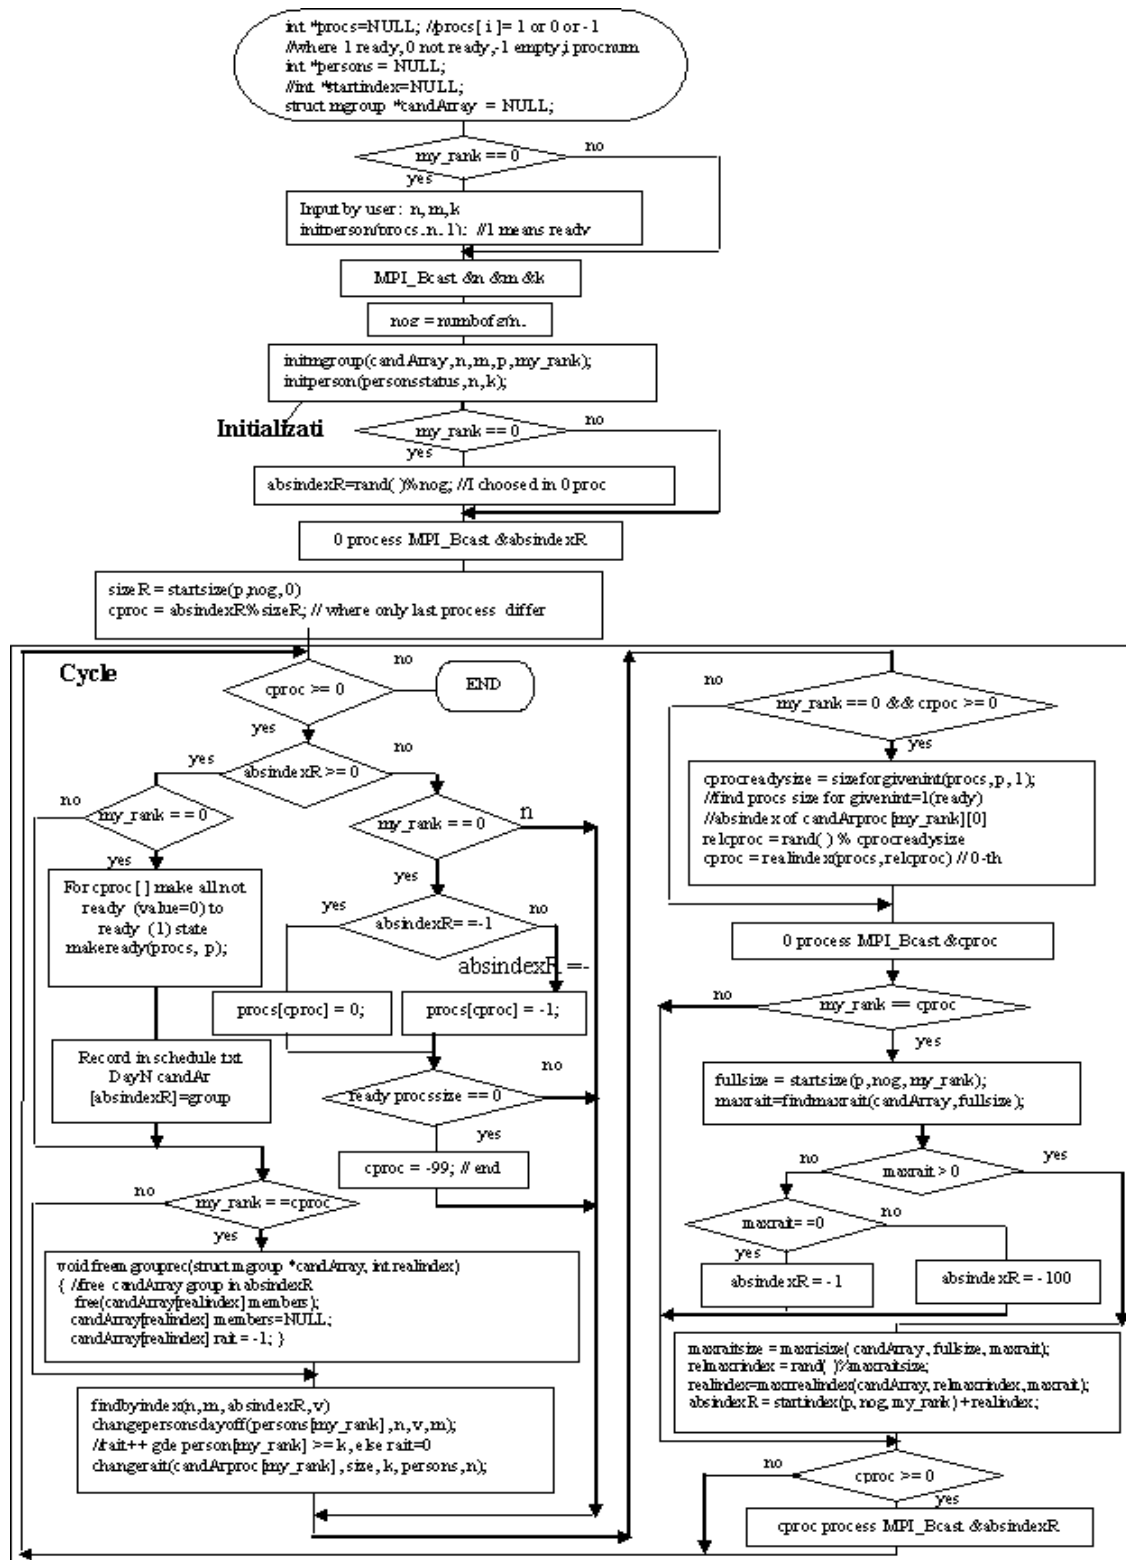 int *procs=NULL; //procs[ i ]= 1 or 0 or -1
//where 1 ready, 0 not ready,-1 empty,i procnum
int *persons = NULL;
//int *startindex=NULL;
struct mgroup *candArray = NULL;
my_rank == 0
no
yes
Input by user: n, m, k
initperson(procs, n, 1); //1 means ready
MPI_Bcast &n &m &k
nog = numbofg(n,
initmgroup(candArray, n, m, p, my_rank);
initperson(personsstatus, n, k);
Initializati
my_rank == 0
no
yes
absindexR=rand( )%nog; //I choosed in 0 proc
0 process MPI_Bcast &absindexR
sizeR = startsize(p,nog, 0)
cproc = absindexR%sizeR; // where only last process differ
Cycle
cproc >= 0
no
END
yes
absindexR >= 0
yes
no
my_rank == 0
no
yes
For cproc [ ] make all not
ready (value=0) to
ready (1) state
makeready(procs, p);
Record in schedule txt
DayN candAr
[absindexR]=group
my_rank == 0
n
yes
absindexR= =-1
yes
no
absindexR =-
procs[cproc] = 0;
procs[cproc] = -1;
ready procssize == 0
no
yes
cproc = -99; // end
my_rank = =cproc
no
yes
void freemgrouprec(struct mgroup *candArray, int realindex)
{ //free candArray group in absindexR
free(candArray[realindex] members);
candArray[realindex] members=NULL;
candArray[realindex] rait = -1; }
findbyindex(n, m, absindexR, v)
changepersonsdayoff(persons[my_rank] , n, v, m);
//rait++ gde person[my_rank] >= k, else rait=0
changerait(candArproc[my_rank] , size, k, persons, n);
my_rank == 0 && crpoc >= 0
no
yes
cprocreadysize = sizeforgivenint(procs, p, 1);
//find procs size for givenint=1(ready)
//absindex of candArproc[my_rank][0]
relcproc = rand( ) % cprocreadysize
cproc = realindex(procs, relcproc) // 0-th
0 process MPI_Bcast &cproc
my_rank == cproc
no
yes
fullsize = startsize(p, nog, my_rank);
maxrait=findmaxrait(candArray, fullsize);
maxrait > 0
no
yes
maxrait= =0
no
yes
absindexR = -1
absindexR = -100
maxraitsize = maxrisize( candArray, fullsize, maxrait);
relmaxrindex = rand( )%maxraitsize;
realindex=maxrrealindex(candArray, relmaxrindex, maxrait);
absindexR = startindex(p, nog, my_rank)+realindex;
cproc >= 0
no
yes
cproc process MPI_Bcast &absindexR